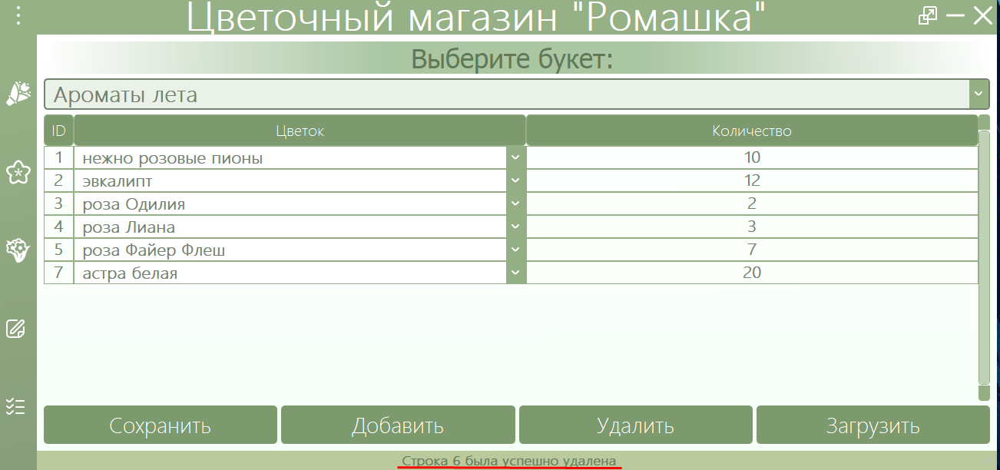 Цветочный магазин "Ромашка"
Выберите букет:
Ароматы лета
ID Цветок Количество
1 нежно розовые пионы 10
2 эвкалипт 12
3 роза Одилия 2
4 роза Лиана 3
5 роза Файер Флеш 7
7 астра белая 20
Сохранить Добавить Удалить Загрузить
Строка 6 была успешно удалена